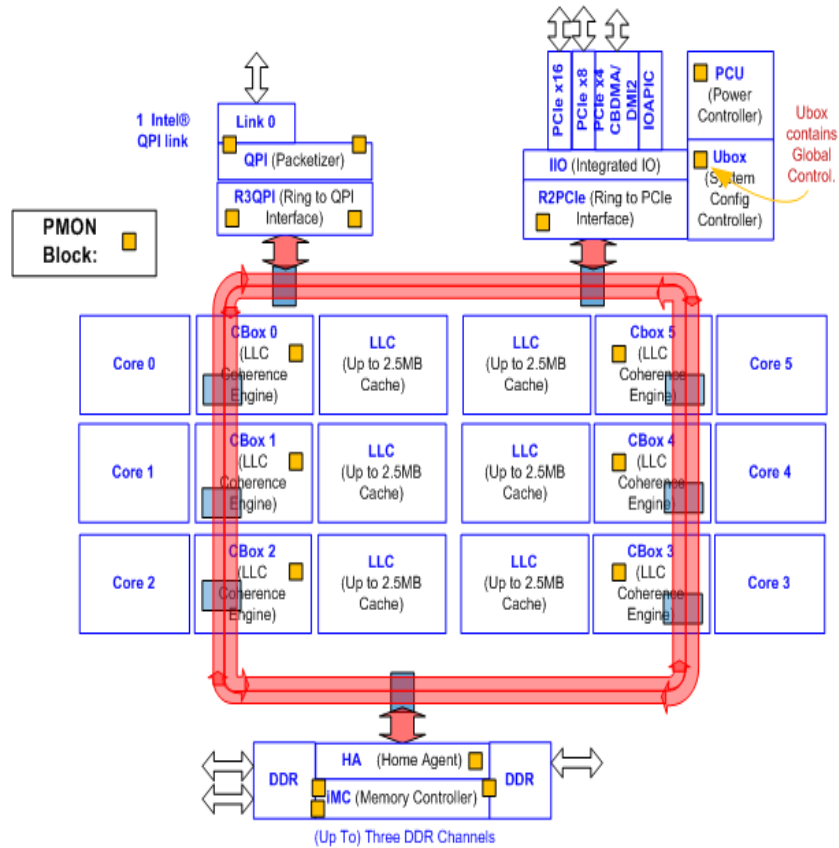 1 Intel®
QPI link
Link 0
QPI (Packetizer)
R3QPI (Ring to QPI
Interface)
PCIe x16
PCIe x8
PCIe x4
CBDMA/
DMI2
IOAPIC
IIO (Integrated IO)
R2PCIe (Ring to PCIe
Interface)
PCU
(Power
Controller)
Ubox
(System
Config
Controller)
Ubox
contains
Global
Control.
PMON
Block:
Core 0
CBox 0
(LLC
Coherence
Engine)
LLC
(Up to 2.5MB
Cache)
LLC
(Up to 2.5MB
Cache)
Cbox 5
(LLC
Coherence
Engine)
Core 5
Core 1
CBox 1
(LLC
Coherence
Engine)
LLC
(Up to 2.5MB
Cache)
LLC
(Up to 2.5MB
Cache)
CBox 4
(LLC
Coherence
Engine)
Core 4
Core 2
CBox 2
(LLC
Coherence
Engine)
LLC
(Up to 2.5MB
Cache)
LLC
(Up to 2.5MB
Cache)
CBox 3
(LLC
Coherence
Engine)
Core 3
DDR
HA (Home Agent)
iMC (Memory Controller)
DDR
(Up To) Three DDR Channels